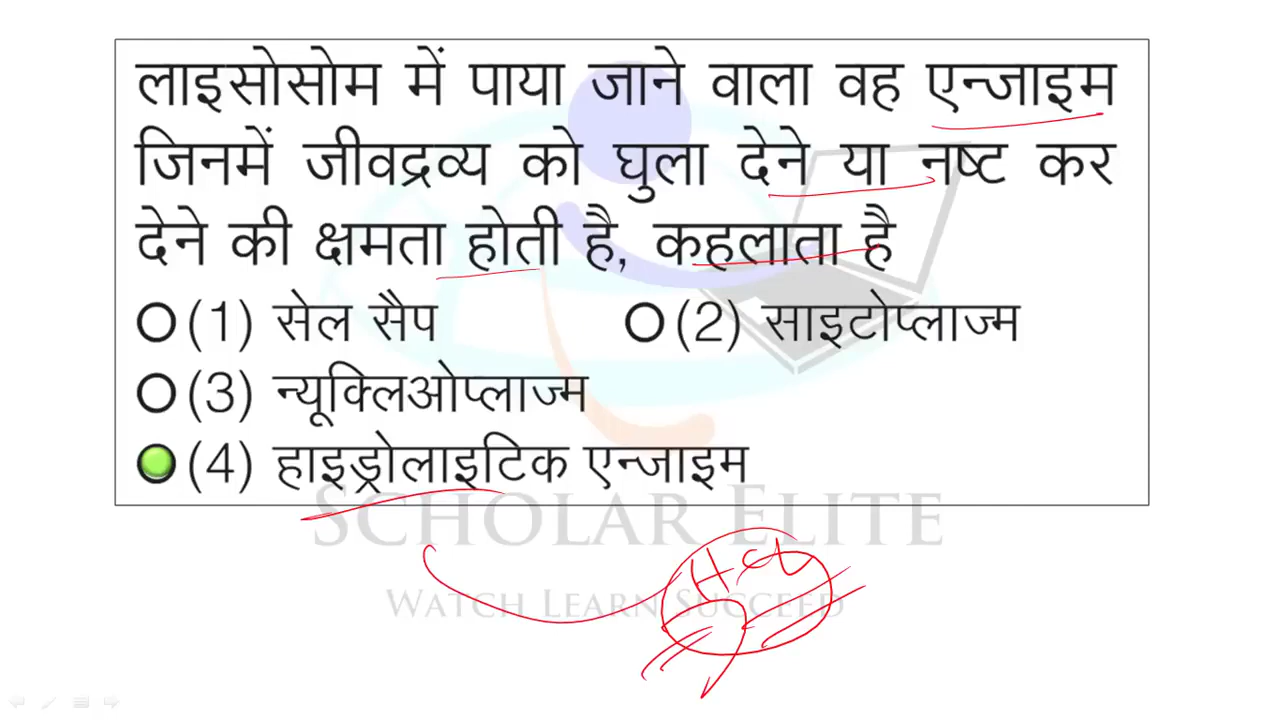 लाइसोसोम में पाया जाने वाला वह एन्जाइम
जिनमें जीवद्रव्य को घुला देने या नष्ट कर
देने की क्षमता होती है, कहलाता है
(1) सेल सैप (2) साइटोप्लाज्म
(3) न्यूक्लिओप्लाज्म
(4) हाइड्रोलाइटिक एन्जाइम
SCHOLAR ELITE
HCL
WATCH LEARN SUCCEED